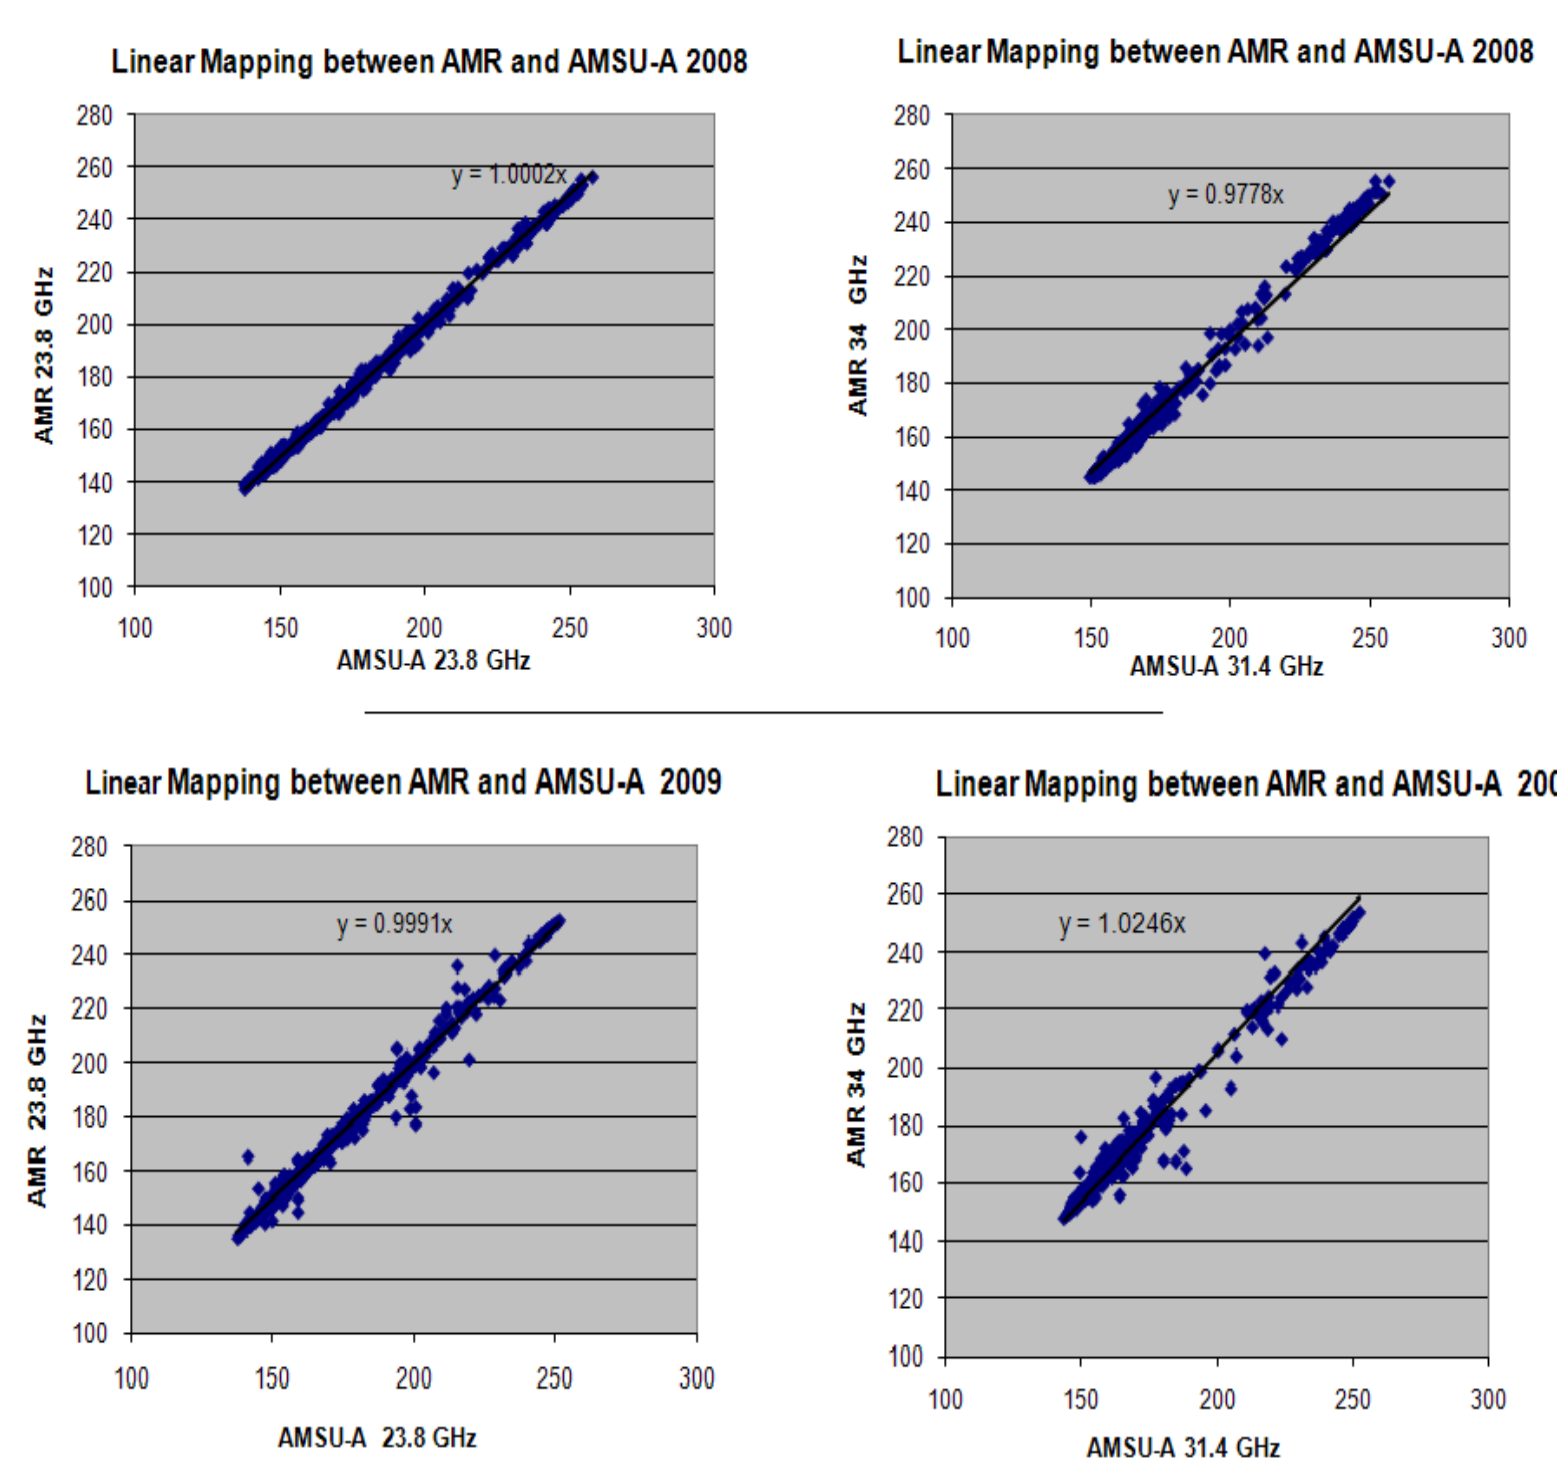 Linear Mapping between AMR and AMSU-A 2008
280
260
240
220
200
180
160
140
120
100
y = 1.0002x
AMR 23.8 GHz
100 150 200 250 300
AMSU-A 23.8 GHz
Linear Mapping between AMR and AMSU-A 2008
280
260
240
220
200
180
160
140
120
100
y = 0.9778x
AMR 34 GHz
100 150 200 250 300
AMSU-A 31.4 GHz
Linear Mapping between AMR and AMSU-A 2009
280
260
240
220
200
180
160
140
120
100
y = 0.9991x
AMR 23.8 GHz
100 150 200 250 300
AMSU-A 23.8 GHz
Linear Mapping between AMR and AMSU-A
280
260
240
220
200
180
160
140
120
100
y = 1.0246x
AMR 34 GHz
100 150 200 250 300
AMSU-A 31.4 GHz